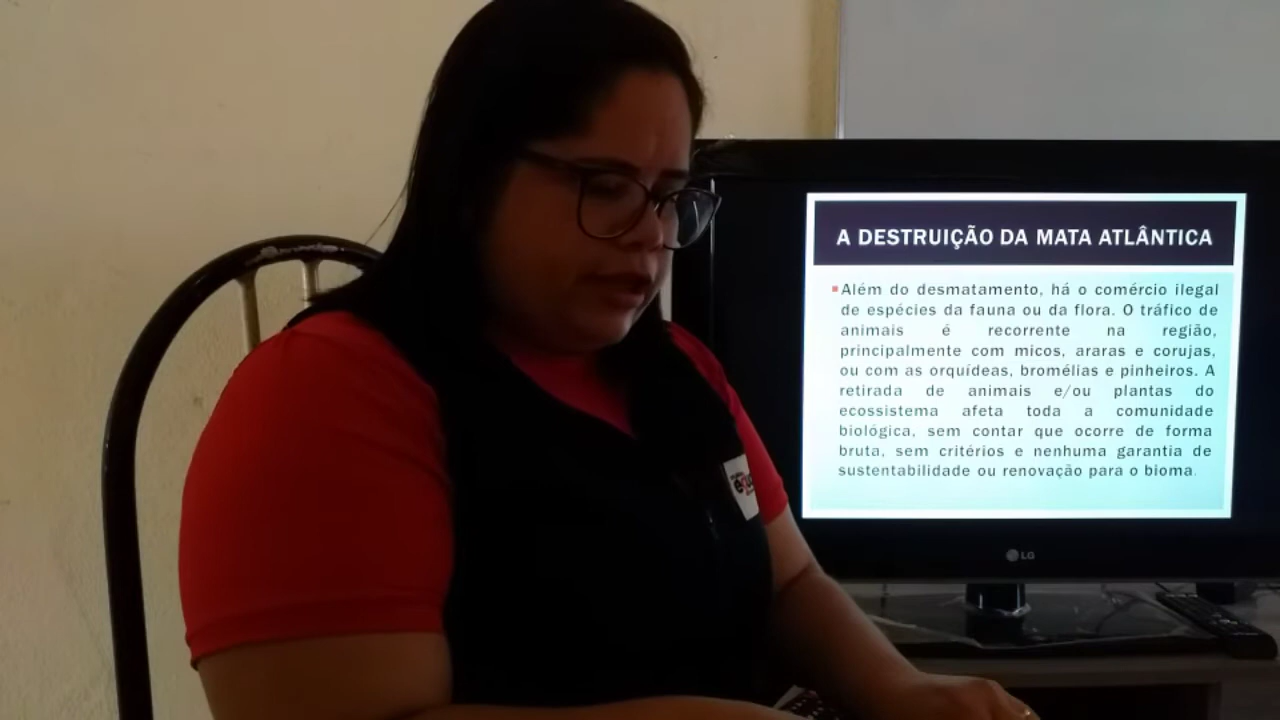 A DESTRUIÇÃO DA MATA ATLÂNTICA
Além do desmatamento, há o comércio ilegal
de espécies da fauna ou da flora. O tráfico de
animais é recorrente na região,
principalmente com micos, araras e corujas,
ou com as orquídeas, bromélias e pinheiros. A
retirada de animais e/ou plantas do
ecossistema afeta toda a comunidade
biológica, sem contar que ocorre de forma
bruta, sem critérios e nenhuma garantia de
sustentabilidade ou renovação para o bioma.
LG